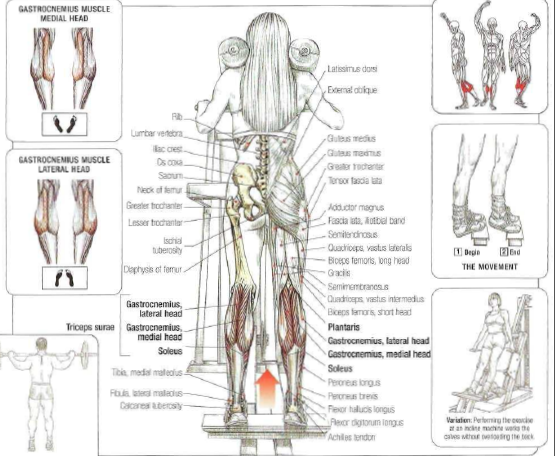 GASTROCNEMIUS MUSCLE
MEDIAL HEAD
GASTROCNEMIUS MUSCLE
LATERAL HEAD
Rib
Lumbar vertebra
Iliac crest
Os coxa
Sacrum
Neck of femur
Greater trochanter
Lesser trochanter
Ischial
tuberosity
Diaphysis of femur
Triceps surae
Gastrocnemius,
lateral head
Gastrocnemius,
medial head
Soleus
Tibia, medial malleolus
Fibula, lateral malleolus
Calcaneal tuberosity
Latissimus dorsi
External oblique
Gluteus medius
Gluteus maximus
Greater trochanter
Tensor fascia lata
Adductor magnus
Fascia lata, iliotibial band
Semitendinosus
Quadriceps, vastus lateralis
Biceps femoris, long head
Gracilis
Semimembranosus
Quadriceps, vastus intermedius
Biceps femoris, short head
Plantaris
Gastrocnemius, lateral head
Gastrocnemius, medial head
Soleus
Peroneus longus
Peroneus brevis
Flexor hallucis longus
Flexor digitorum longus
Achilles tendon
1 Begin
2 End
THE MOVEMENT
Variation: Performing the exercise
at an incline machine works the
calves without overloading the back.